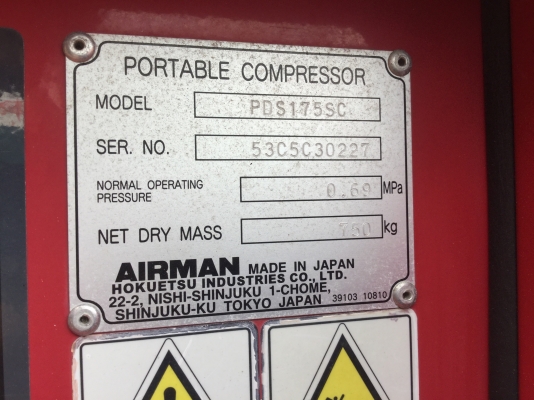 PORTABLE COMPRESSOR
MODEL PDS175SC
SER. NO. 53C5C30227
NORMAL OPERATING
PRESSURE 0.69 MPa
NET DRY MASS 750 kg
AIRMAN MADE IN JAPAN
HOKUETSU INDUSTRIES CO., LTD.
22-2, NISHI-SHINJUKU 1-CHOME,
SHINJUKU-KU TOKYO JAPAN 39103 10810